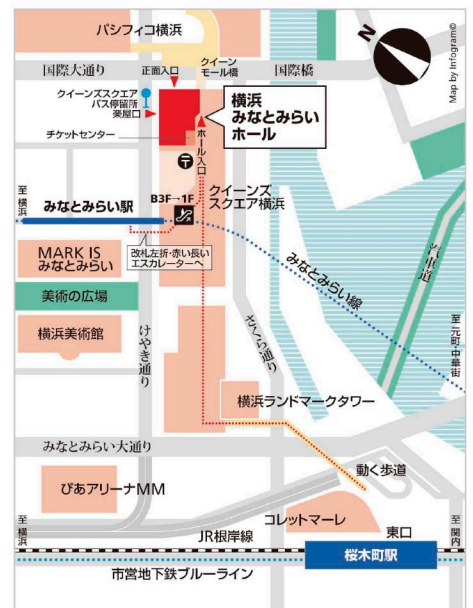 パシフィコ横浜
N
Map by Infogram©
国際大通り
正面入口
クイーン
モール橋
国際橋
クイーンズスクエア
バス停留所
楽屋口
横浜
みなとみらい
ホール
チケットセンター
ホール入口
至横浜
みなとみらい駅
B3F→1F
クイーンズ
スクエア横浜
改札左折・赤い長い
エスカレーターへ
MARK IS
みなとみらい
みなとみらい線
汽車道
美術の広場
横浜美術館
けやき通り
さくら通り
至元町・中華街
横浜ランドマークタワー
みなとみらい大通り
動く歩道
ぴあアリーナMM
コレットマーレ
東口
至横浜
JR根岸線
桜木町駅
至関内
市営地下鉄ブルーライン